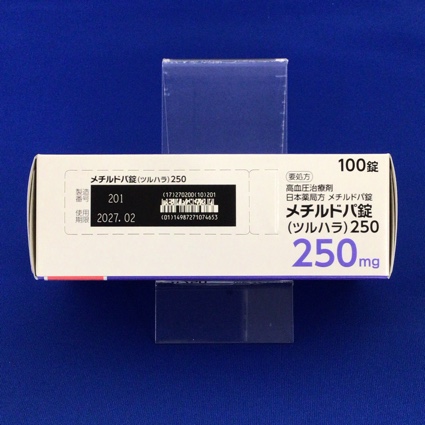 メチルドパ錠(ツルハラ)250
製造番号 201
使用期限 2027.02
(17)270200(10)201
(01)14987271074653
100錠
要処方
高血圧治療剤
日本薬局方 メチルドパ錠
メチルドパ錠
(ツルハラ)250
250mg